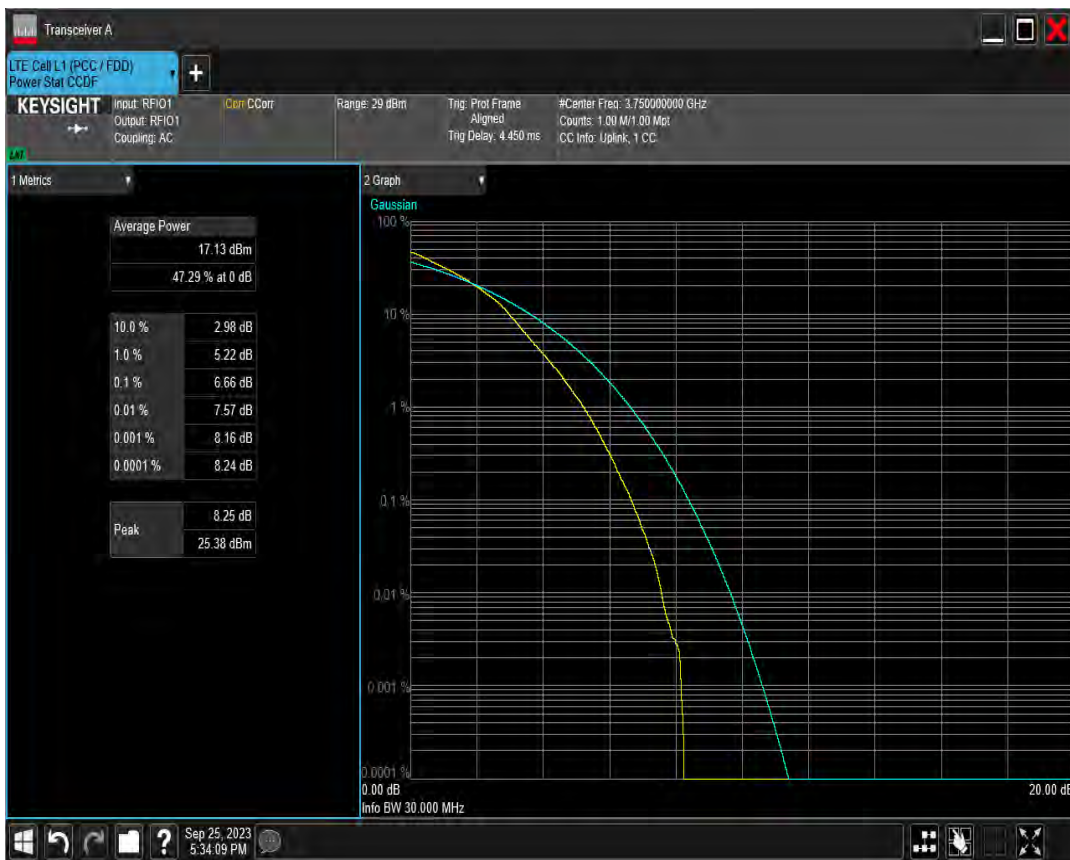 Transceiver A
LTE Cell L1 (PCC / FDD)
Power Stat CCDF
+
KEYSIGHT
Input: RFIO1
Output: RFIO1
Coupling: AC
Corr CCorr
Range: 29 dBm
Trig: Prot Frame
Aligned
Trig Delay: 4.450 ms
#Center Freq: 3.750000000 GHz
Counts: 1.00 M/1.00 Mpt
CC Info: Uplink, 1 CC
1 Metrics
Average Power
17.13 dBm
47.29 % at 0 dB
10.0 % 2.98 dB
1.0 % 5.22 dB
0.1 % 6.66 dB
0.01 % 7.57 dB
0.001 % 8.16 dB
0.0001 % 8.24 dB
Peak
8.25 dB
25.38 dBm
2 Graph
Gaussian
100 %
10 %
1 %
0.1 %
0.01 %
0.001 %
0.0001 %
0.00 dB
20.00 dB
Info BW 30.000 MHz
?
Sep 25, 2023
5:34:09 PM